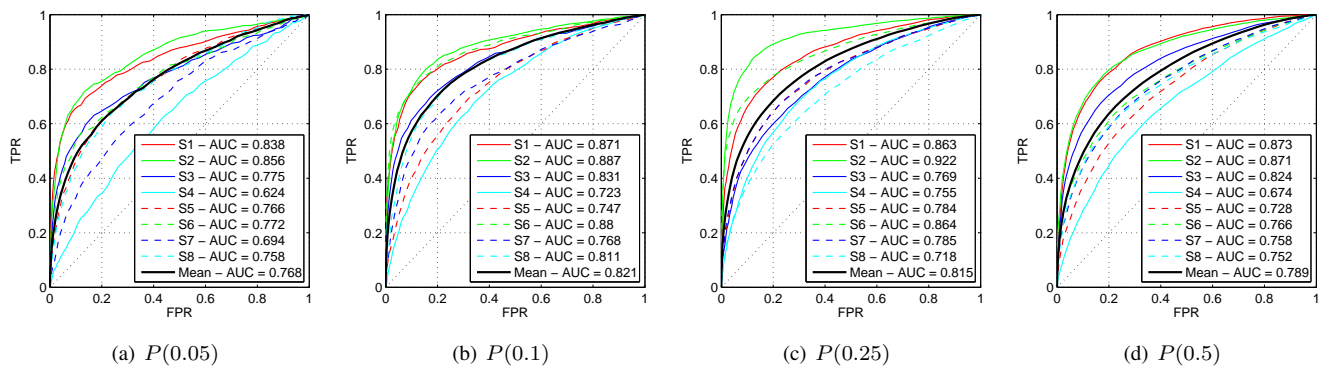 1
0.8
0.6
0.4
0.2
0
0 0.2 0.4 0.6 0.8 1
TPR
FPR
S1 − AUC = 0.838
S2 − AUC = 0.856
S3 − AUC = 0.775
S4 − AUC = 0.624
S5 − AUC = 0.766
S6 − AUC = 0.772
S7 − AUC = 0.694
S8 − AUC = 0.758
Mean − AUC = 0.768
(a) P(0.05)
1
0.8
0.6
0.4
0.2
0
0 0.2 0.4 0.6 0.8 1
TPR
FPR
S1 − AUC = 0.871
S2 − AUC = 0.887
S3 − AUC = 0.831
S4 − AUC = 0.723
S5 − AUC = 0.747
S6 − AUC = 0.88
S7 − AUC = 0.768
S8 − AUC = 0.811
Mean − AUC = 0.821
(b) P(0.1)
1
0.8
0.6
0.4
0.2
0
0 0.2 0.4 0.6 0.8 1
TPR
FPR
S1 − AUC = 0.863
S2 − AUC = 0.922
S3 − AUC = 0.769
S4 − AUC = 0.755
S5 − AUC = 0.784
S6 − AUC = 0.864
S7 − AUC = 0.785
S8 − AUC = 0.718
Mean − AUC = 0.815
(c) P(0.25)
1
0.8
0.6
0.4
0.2
0
0 0.2 0.4 0.6 0.8 1
TPR
FPR
S1 − AUC = 0.873
S2 − AUC = 0.871
S3 − AUC = 0.824
S4 − AUC = 0.674
S5 − AUC = 0.728
S6 − AUC = 0.766
S7 − AUC = 0.758
S8 − AUC = 0.752
Mean − AUC = 0.789
(d) P(0.5)